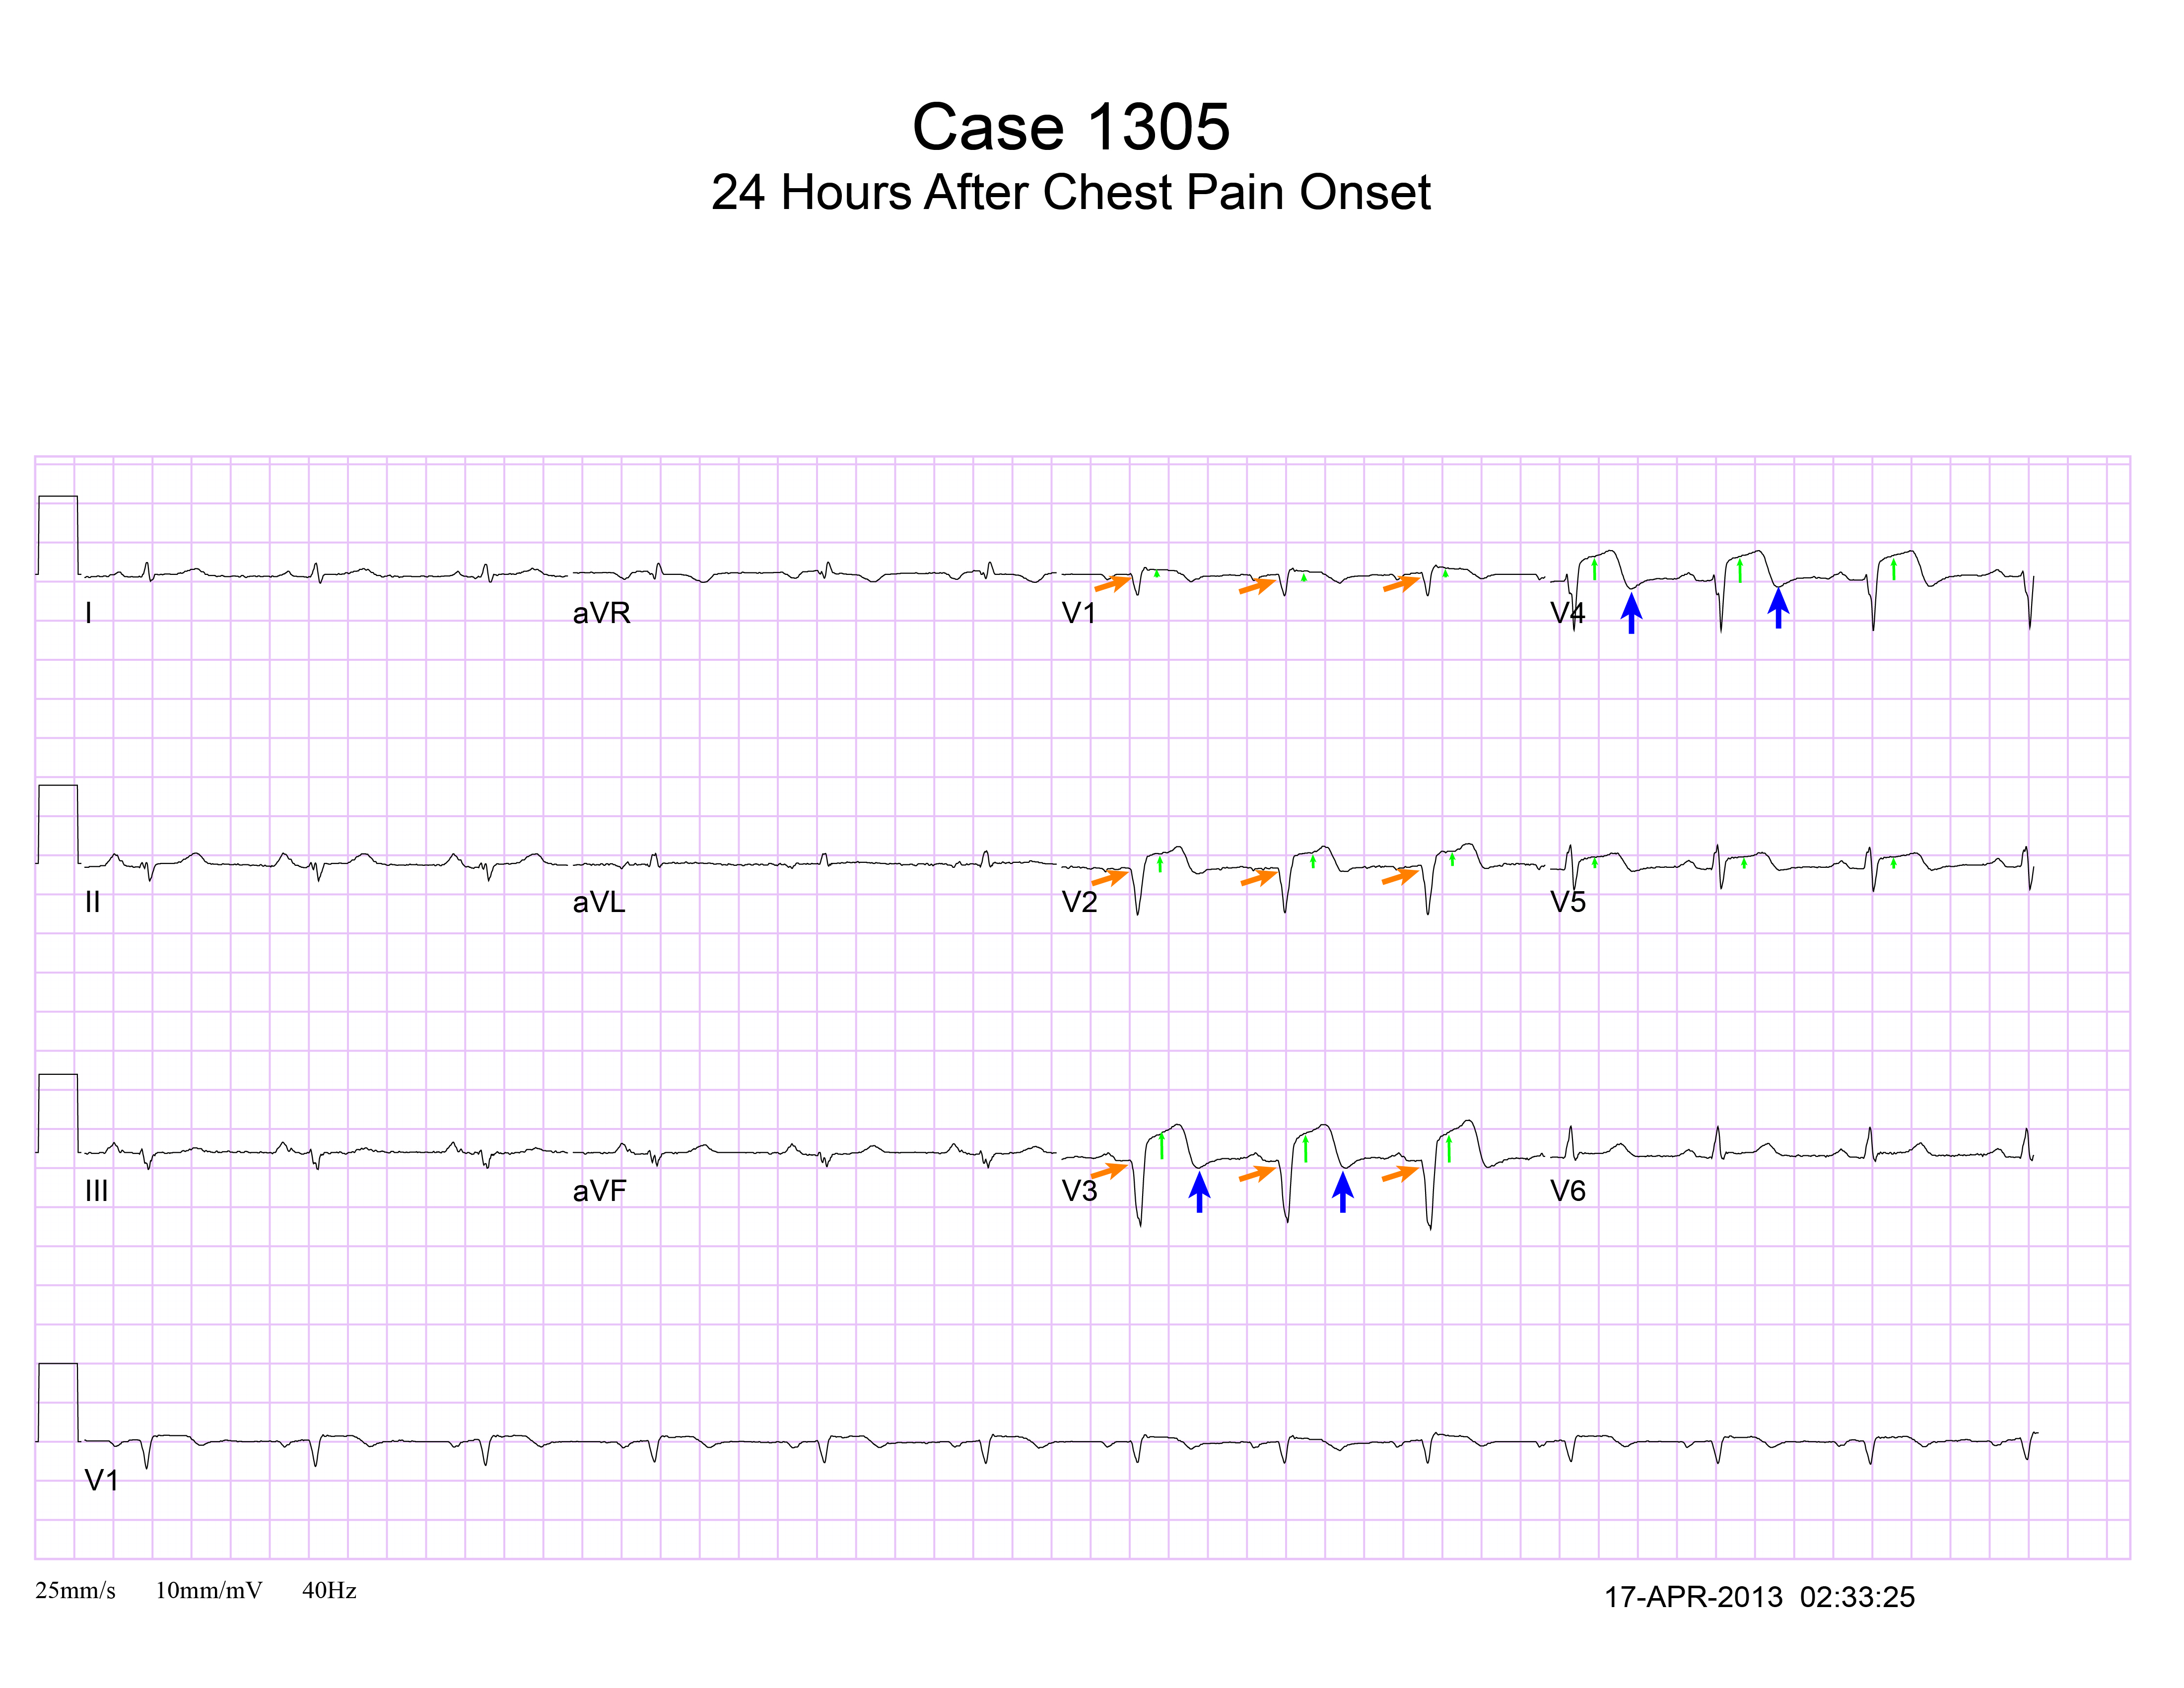 Case 1305
24 Hours After Chest Pain Onset
I aVR V1 V4
II aVL V2 V5
III aVF V3 V6
V1
25mm/s 10mm/mV 40Hz 17-APR-2013 02:33:25